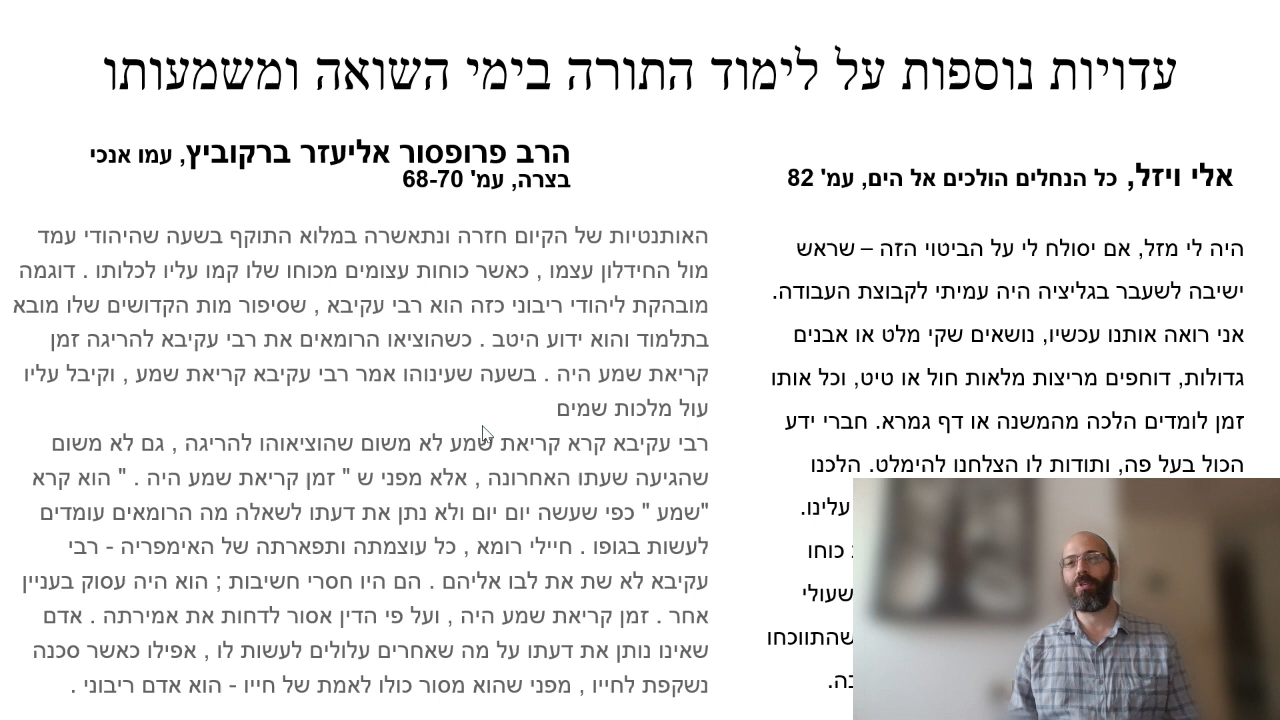 עדויות נוספות על לימוד התורה בימי השואה ומשמעותו
אלי ויזל, כל הנחלים הולכים אל הים, עמ' 82
היה לי מזל, אם יסולח לי על הביטוי הזה – שראש
ישיבה לשעבר בגליציה היה עמיתי לקבוצת העבודה.
אני רואה אותנו עכשיו, נושאים שקי מלט או אבנים
גדולות, דוחפים מריצות מלאות חול או טיט, וכל אותו
זמן לומדים הלכה מהמשנה או דף גמרא. חברי ידע
הכול בעל פה, ותודות לו הצלחנו להימלט. הלכנו
עלינו.
כוחו
שעולי
שהתווכחו
הרב פרופסור אליעזר ברקוביץ, עמו אנכי
בצרה, עמ' 68-70
האותנטיות של הקיום חזרה ונתאשרה במלוא התוקף בשעה שהיהודי עמד
מול החידלון עצמו , כאשר כוחות עצומים מכוחו שלו קמו עליו לכלותו . דוגמה
מובהקת ליהודי ריבוני כזה הוא רבי עקיבא , שסיפור מות הקדושים שלו מובא
בתלמוד והוא ידוע היטב . כשהוציאו הרומאים את רבי עקיבא להריגה זמן
קריאת שמע היה . בשעה שעינוהו אמר רבי עקיבא קריאת שמע , וקיבל עליו
עול מלכות שמים
רבי עקיבא קרא קריאת שמע לא משום שהוציאוהו להריגה , גם לא משום
שהגיעה שעתו האחרונה , אלא מפני ש " זמן קריאת שמע היה . " הוא קרא
"שמע " כפי שעשה יום יום ולא נתן את דעתו לשאלה מה הרומאים עומדים
לעשות בגופו . חיילי רומא , כל עוצמתה ותפארתה של האימפריה - רבי
עקיבא לא שת את לבו אליהם . הם היו חסרי חשיבות ; הוא היה עסוק בעניין
אחר . זמן קריאת שמע היה , ועל פי הדין אסור לדחות את אמירתה . אדם
שאינו נותן את דעתו על מה שאחרים עלולים לעשות לו , אפילו כאשר סכנה
נשקפת לחייו , מפני שהוא מסור כולו לאמת של חייו - הוא אדם ריבוני .